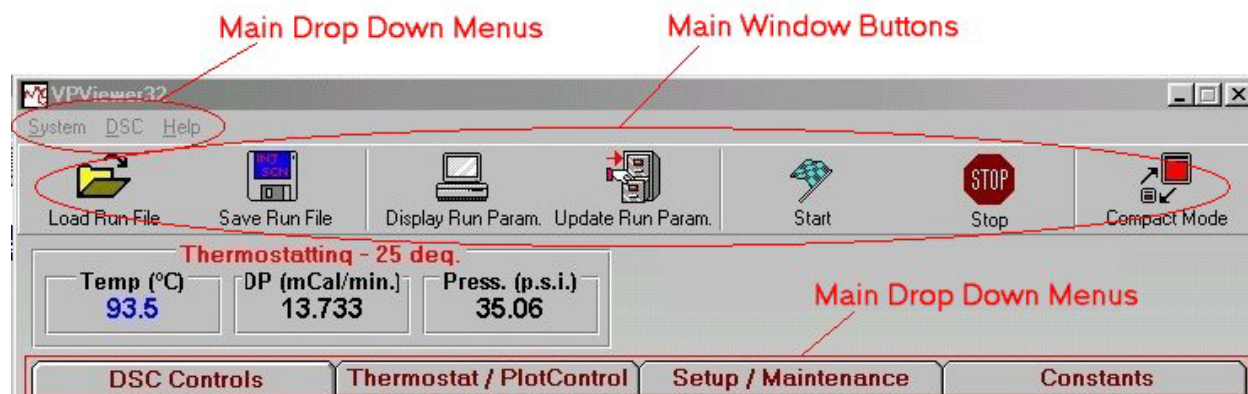 Main Drop Down Menus
Main Window Buttons
VPViewer32
System DSC Help
INJ
SCN
STOP
Load Run File Save Run File Display Run Param. Update Run Param. Start Stop Compact Mode
Thermostatting - 25 deg.
Temp (°C) DP (mCal/min.) Press. (p.s.i.)
93.5 13.733 35.06
Main Drop Down Menus
DSC Controls Thermostat / PlotControl Setup / Maintenance Constants